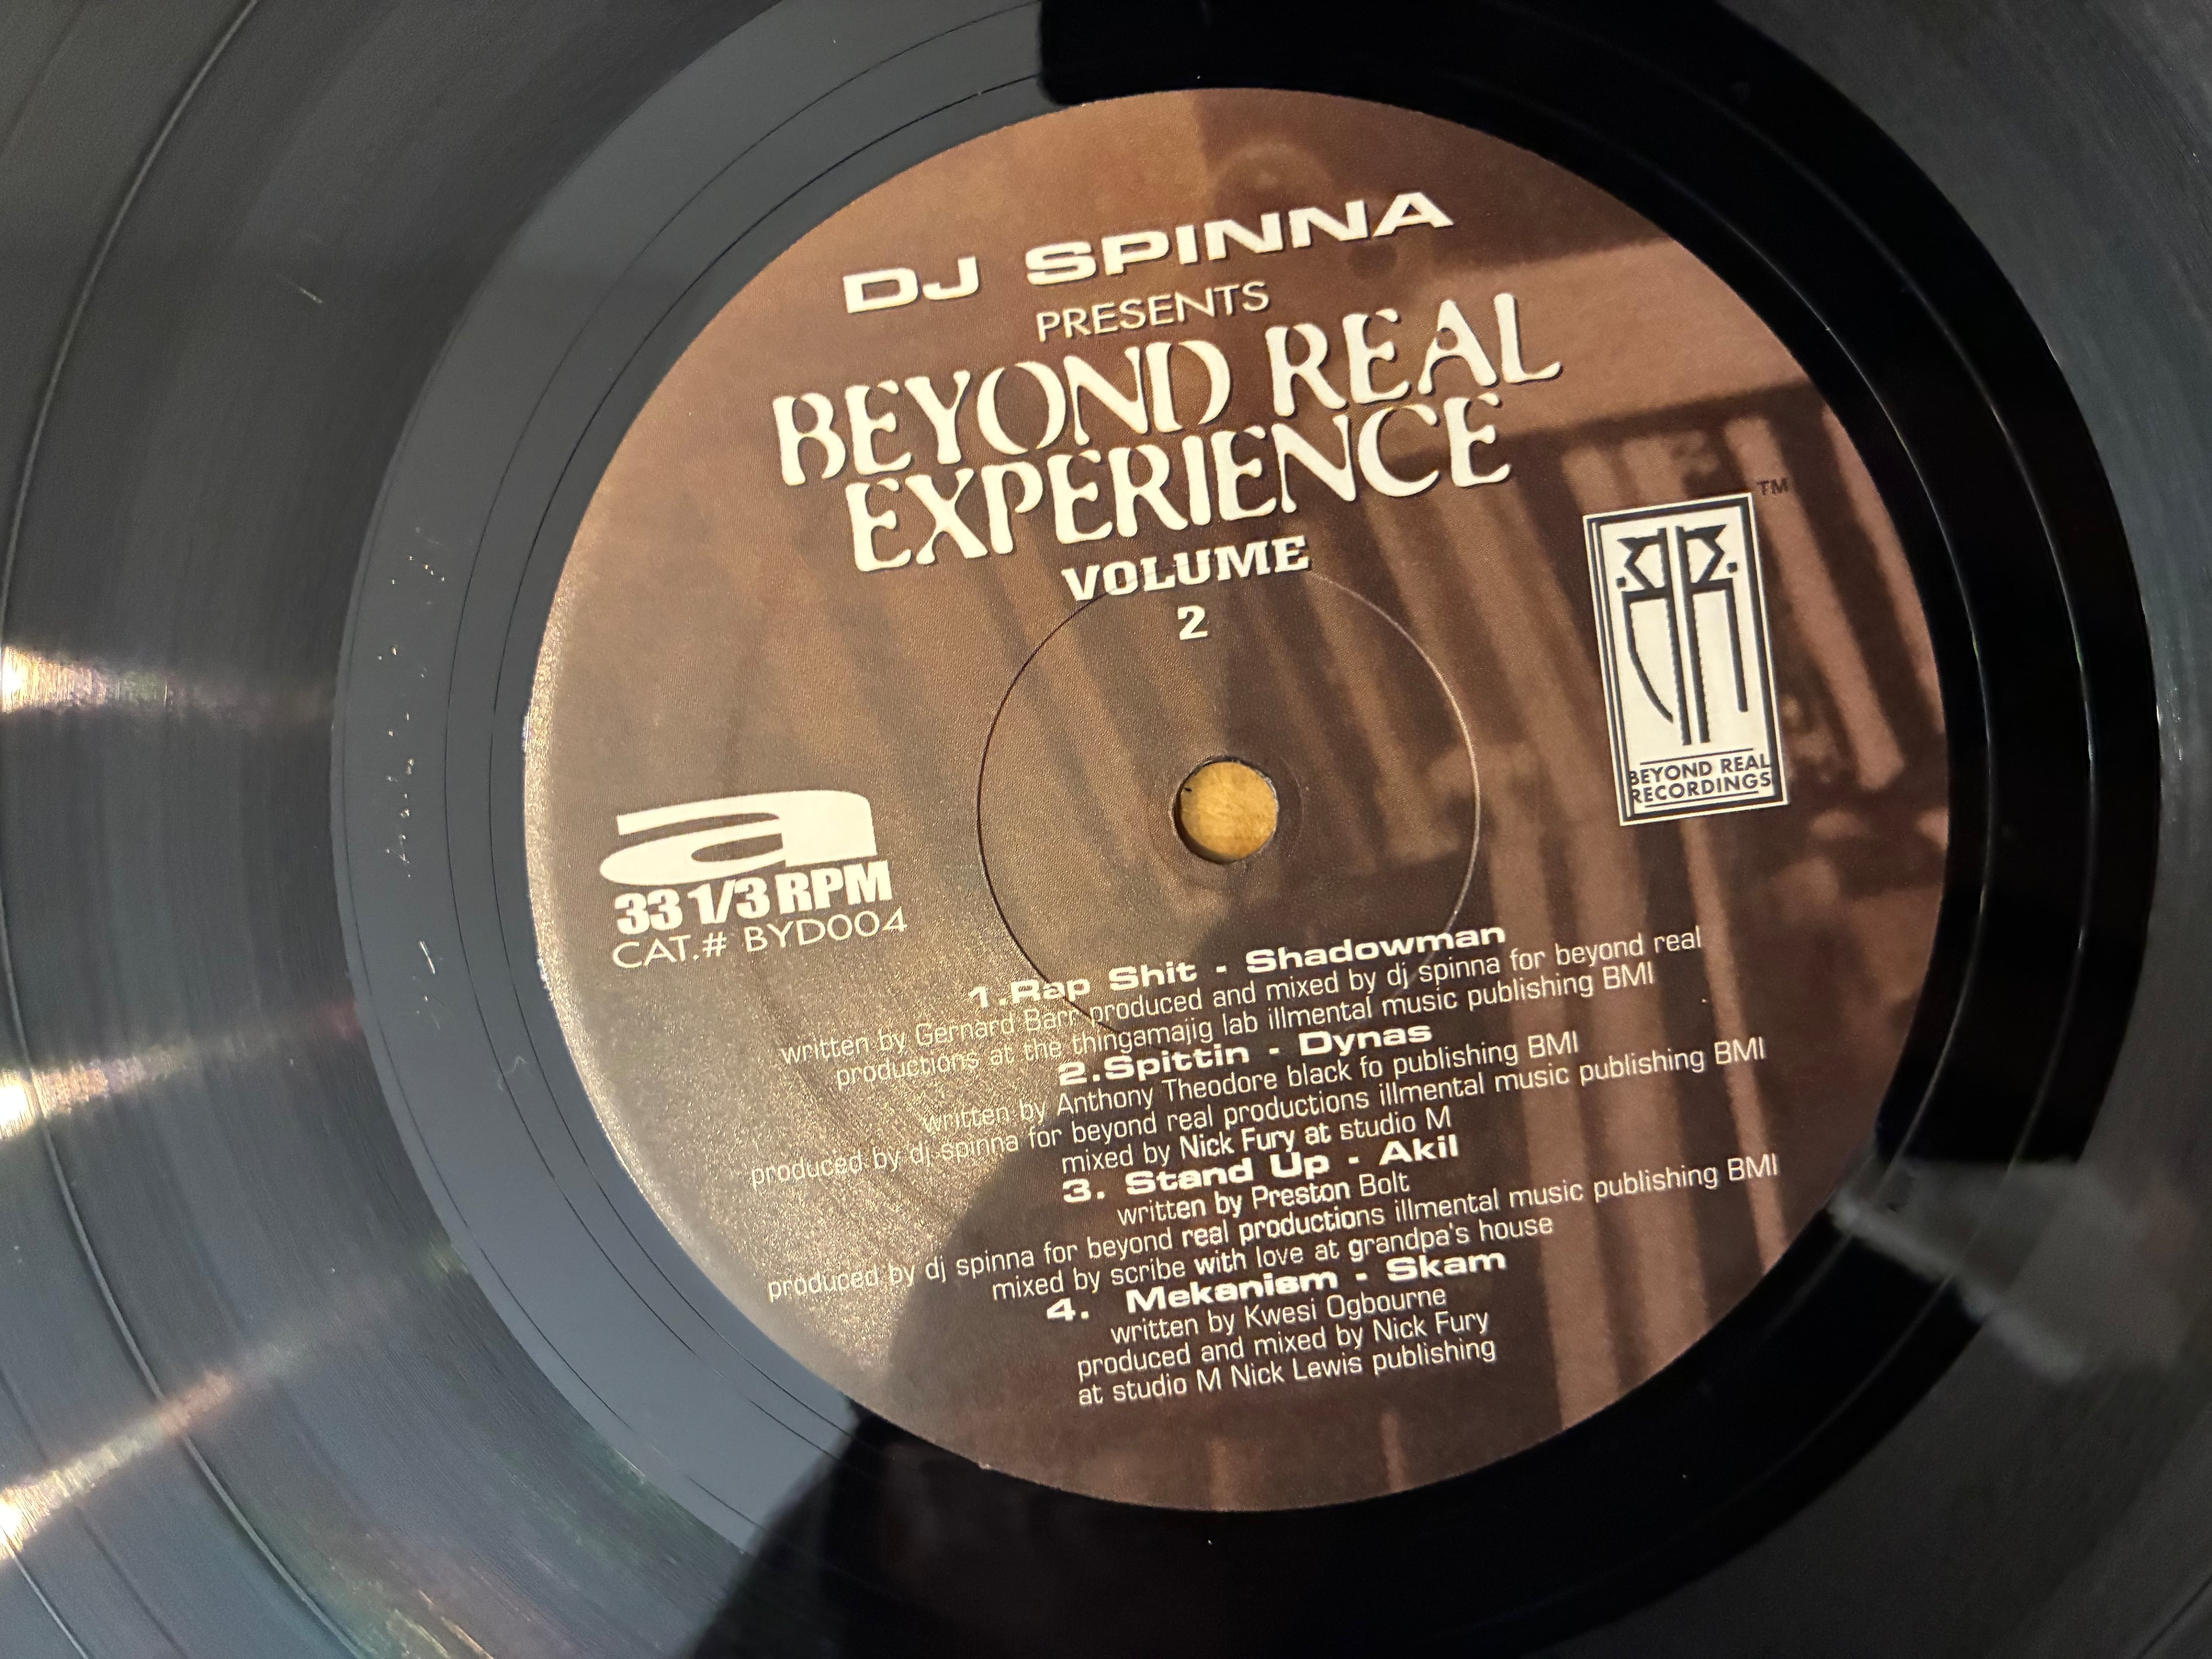 DJ SPINNA
PRESENTS
BEYOND REAL
EXPERIENCE
VOLUME
2
TM
BR
BEYOND REAL
RECORDINGS
a
33 1/3 RPM
CAT.# BYD004
1.Rap Shit - Shadowman
written by Gernard Barr produced and mixed by dj spinna for beyond real
productions at the thingamajig lab illmental music publishing BMI
2.Spittin - Dynas
written by Anthony Theodore black fo publishing BMI
produced by dj spinna for beyond real productions illmental music publishing BMI
mixed by Nick Fury at studio M
3. Stand Up - Akil
written by Preston Bolt
produced by dj spinna for beyond real productions illmental music publishing BMI
mixed by scribe with love at grandpa's house
4. Mekanism - Skam
written by Kwesi Ogbourne
produced and mixed by Nick Fury
at studio M Nick Lewis publishing